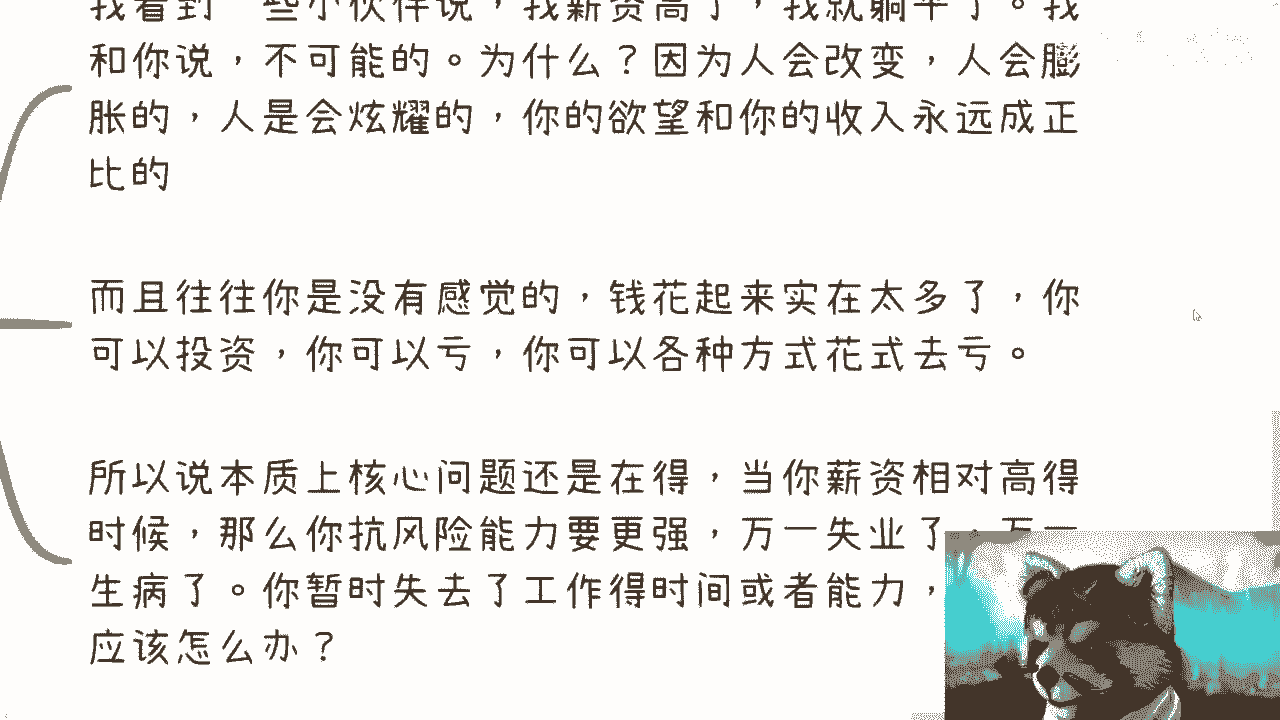 我看到一些小伙伴说，我薪资高了，我就躺平了。我
和你说，不可能的。为什么？因为人会改变，人会膨
胀的，人是会炫耀的，你的欲望和你的收入永远成正
比的
而且往往你是没有感觉的，钱花起来实在太多了，你
可以投资，你可以亏，你可以各种方式花式去亏。
所以说本质上核心问题还是在得，当你薪资相对高得
时候，那么你抗风险能力要更强，万一失业了，万一
生病了。你暂时失去了工作得时间或者能力，
应该怎么办？